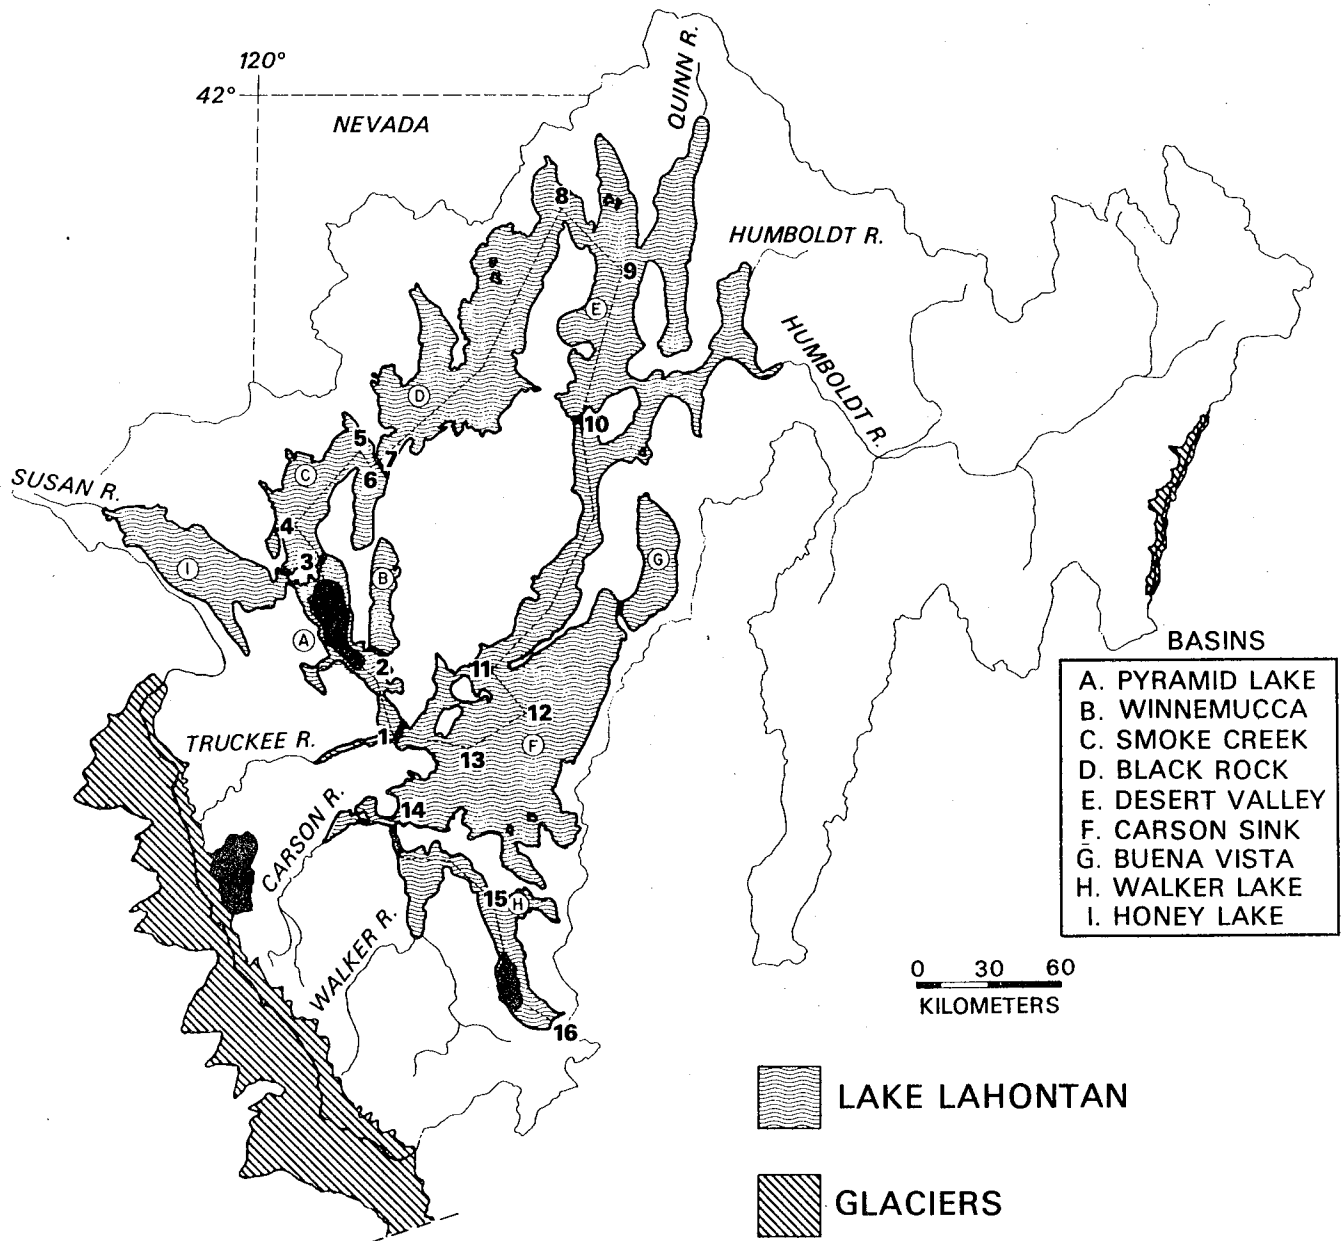 120°
42°
NEVADA
QUINN R.
8
HUMBOLDT R.
9
E
HUMBOLDT R.
D
10
5
7
6
C
SUSAN R.
4
3
I
B
G
A
2
11
12
1
TRUCKEE R.
F
13
CARSON R.
14
15
H
WALKER R.
16
BASINS
A. PYRAMID LAKE
B. WINNEMUCCA
C. SMOKE CREEK
D. BLACK ROCK
E. DESERT VALLEY
F. CARSON SINK
G. BUENA VISTA
H. WALKER LAKE
I. HONEY LAKE
0 30 60
KILOMETERS
LAKE LAHONTAN
GLACIERS